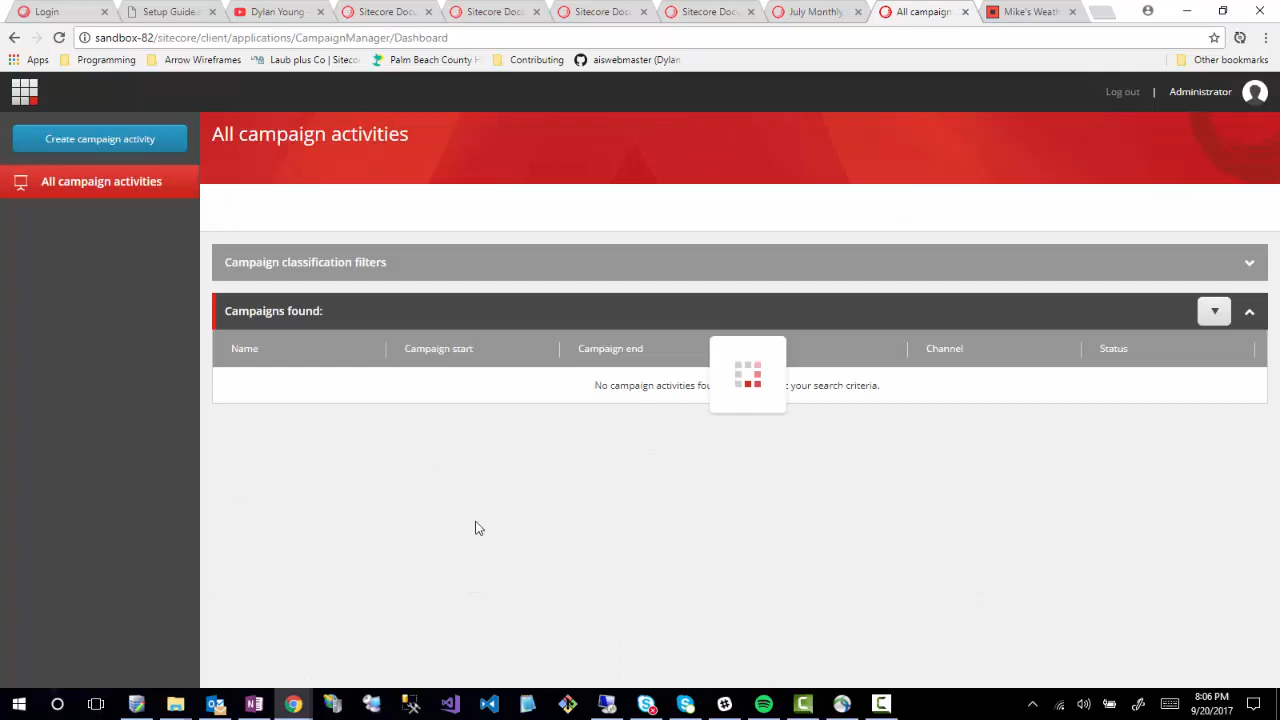 Login
Setup Guide
Dylan Young -
Sitecore Doc
Sitecore Doc
Sitecore Doc
Sitecore Doc
July Monthly
All campaign
Mike's Weath
sandbox-82/sitecore/client/applications/CampaignManager/Dashboard
Apps
Programming
Arrow Wireframes
Laub plus Co | Siteco
Palm Beach County H
Contributing
aiswebmaster (Dylan
Other bookmarks
Log out | Administrator
Create campaign activity
All campaign activities
All campaign activities
Campaign classification filters
Campaigns found:
Name
Campaign start
Campaign end
Channel
Status
No campaign activities fou
t your search criteria.
8:06 PM
9/20/2017